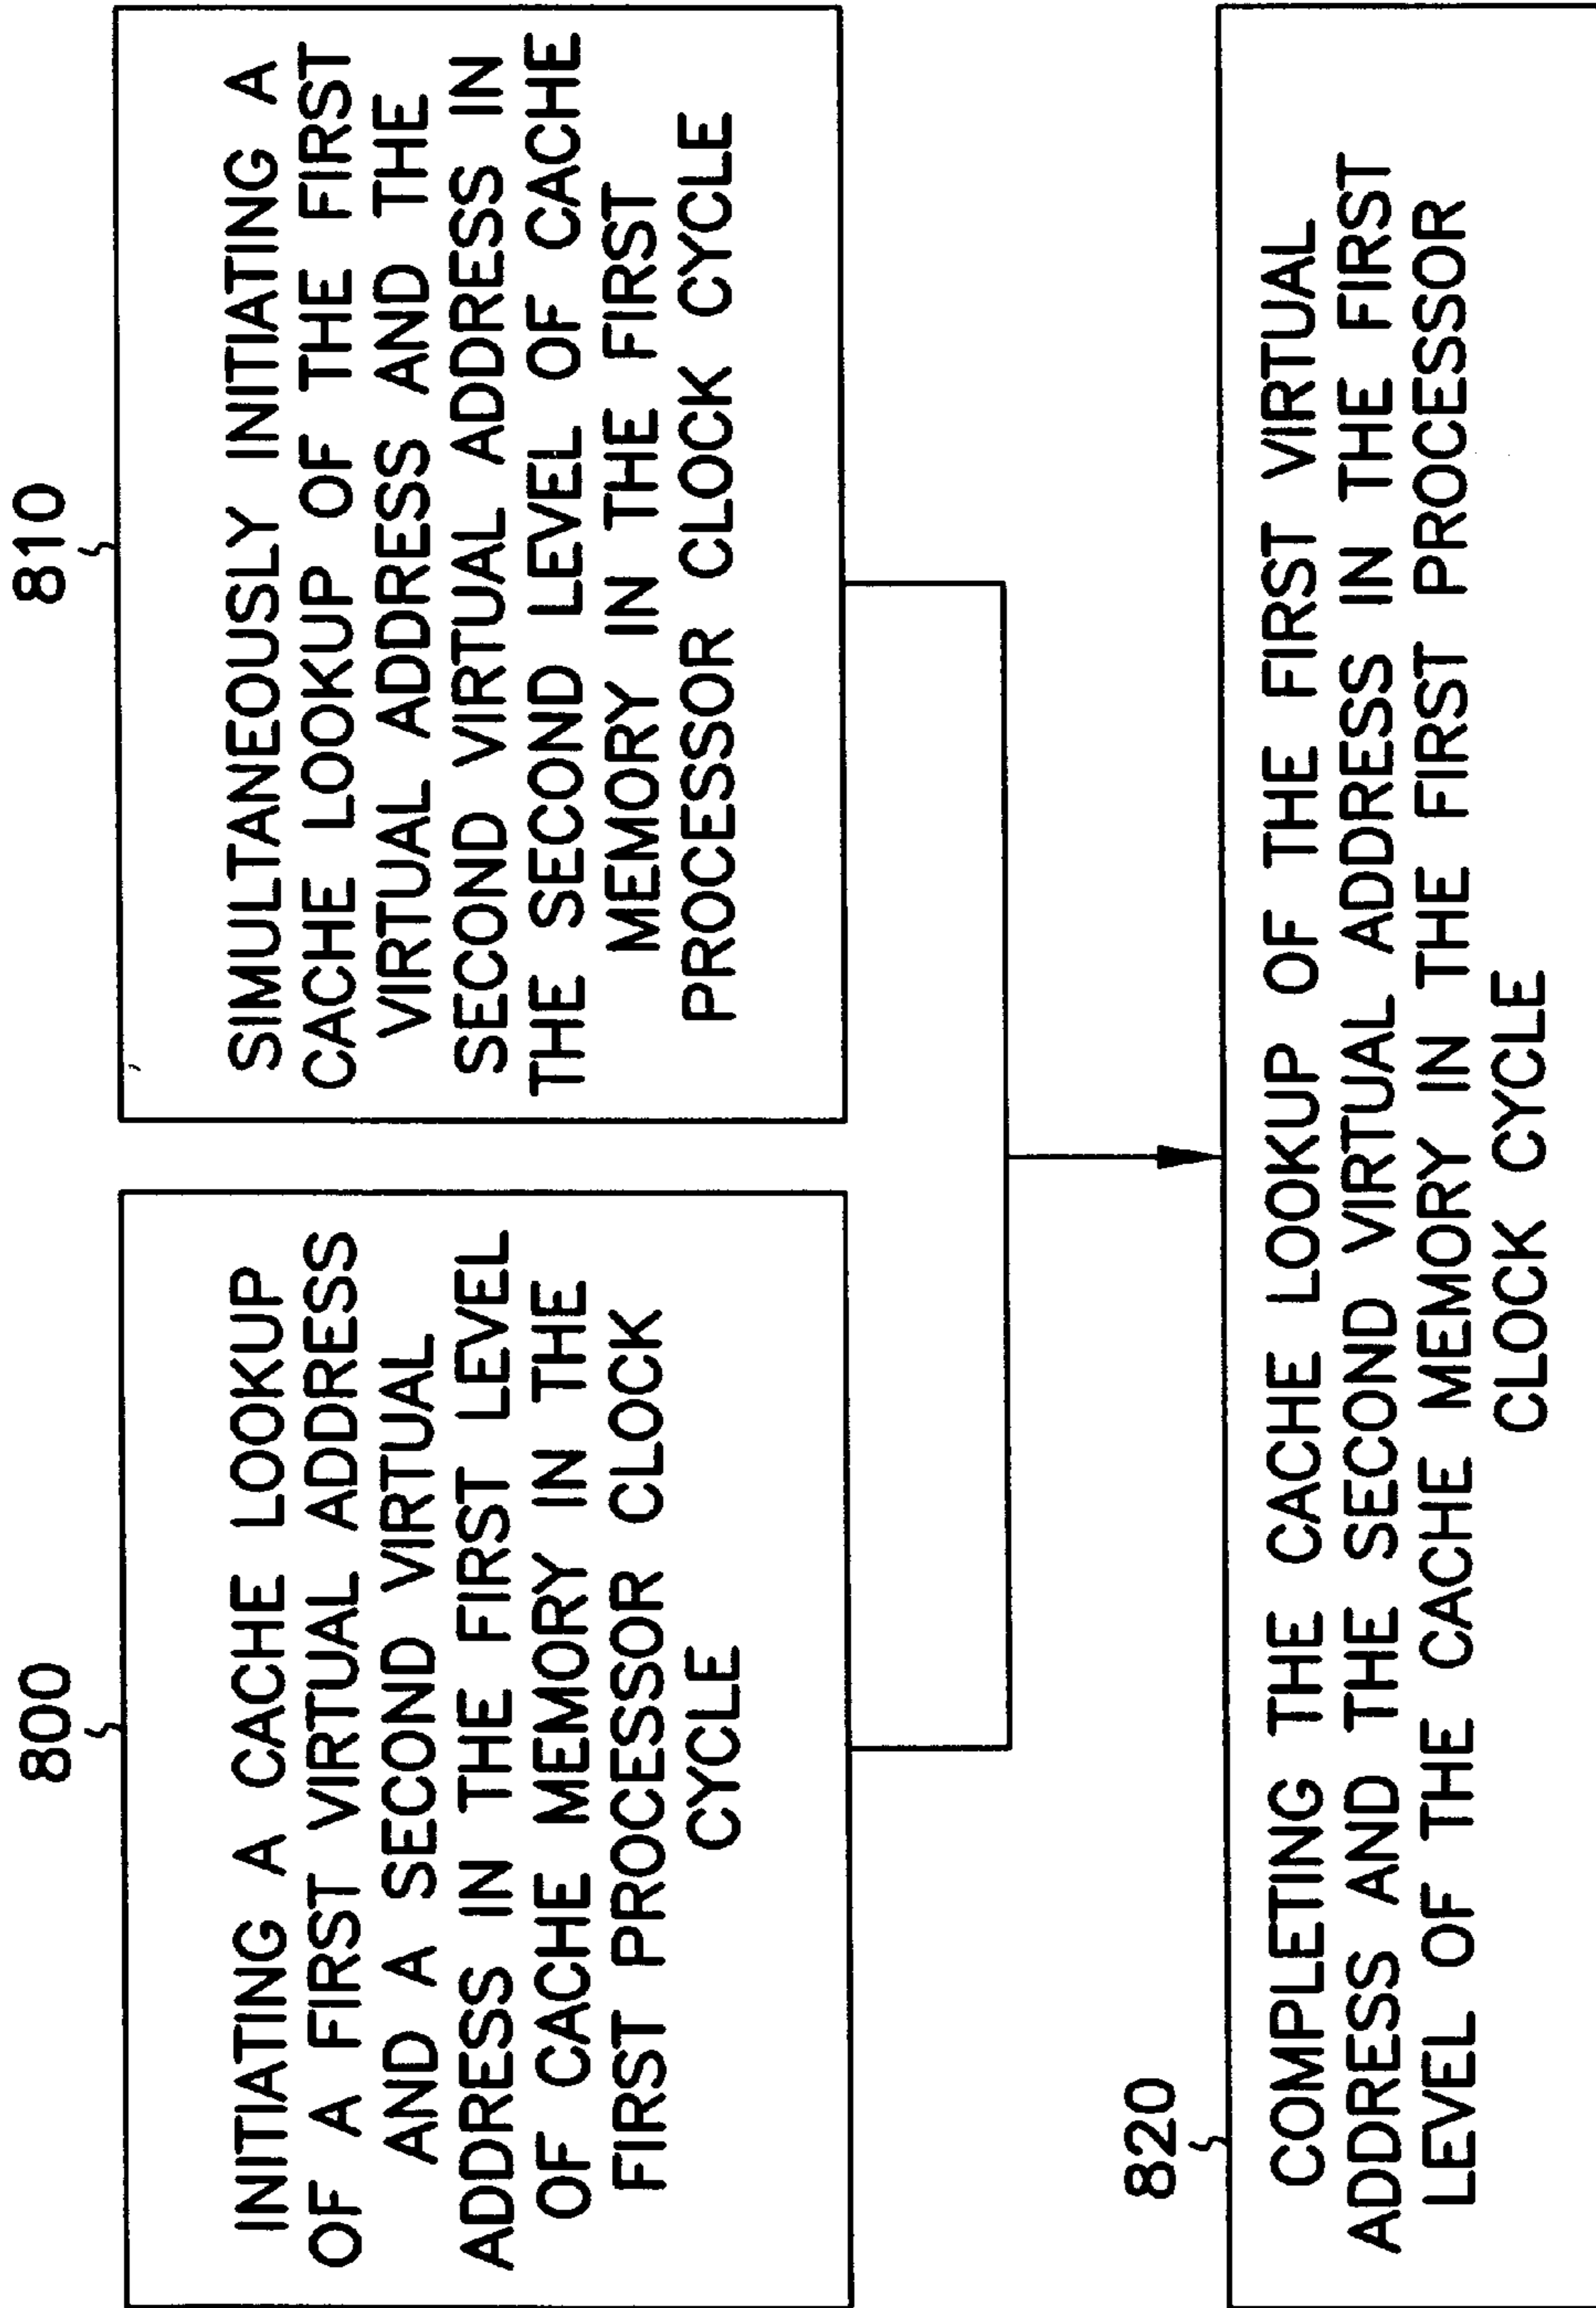 800
INITIATING A CACHE LOOKUP
OF A FIRST VIRTUAL ADDRESS
AND A SECOND VIRTUAL
ADDRESS IN THE FIRST LEVEL
OF CACHE MEMORY IN THE
FIRST PROCESSOR CLOCK
CYCLE
810
SIMULTANEOUSLY INITIATING A
CACHE LOOKUP OF THE FIRST
VIRTUAL ADDRESS AND THE
SECOND VIRTUAL ADDRESS IN
THE SECOND LEVEL OF CACHE
MEMORY IN THE FIRST
PROCESSOR CLOCK CYCLE
820
COMPLETING THE CACHE LOOKUP OF THE FIRST VIRTUAL
ADDRESS AND THE SECOND VIRTUAL ADDRESS IN THE FIRST
LEVEL OF THE CACHE MEMORY IN THE FIRST PROCESSOR
CLOCK CYCLE